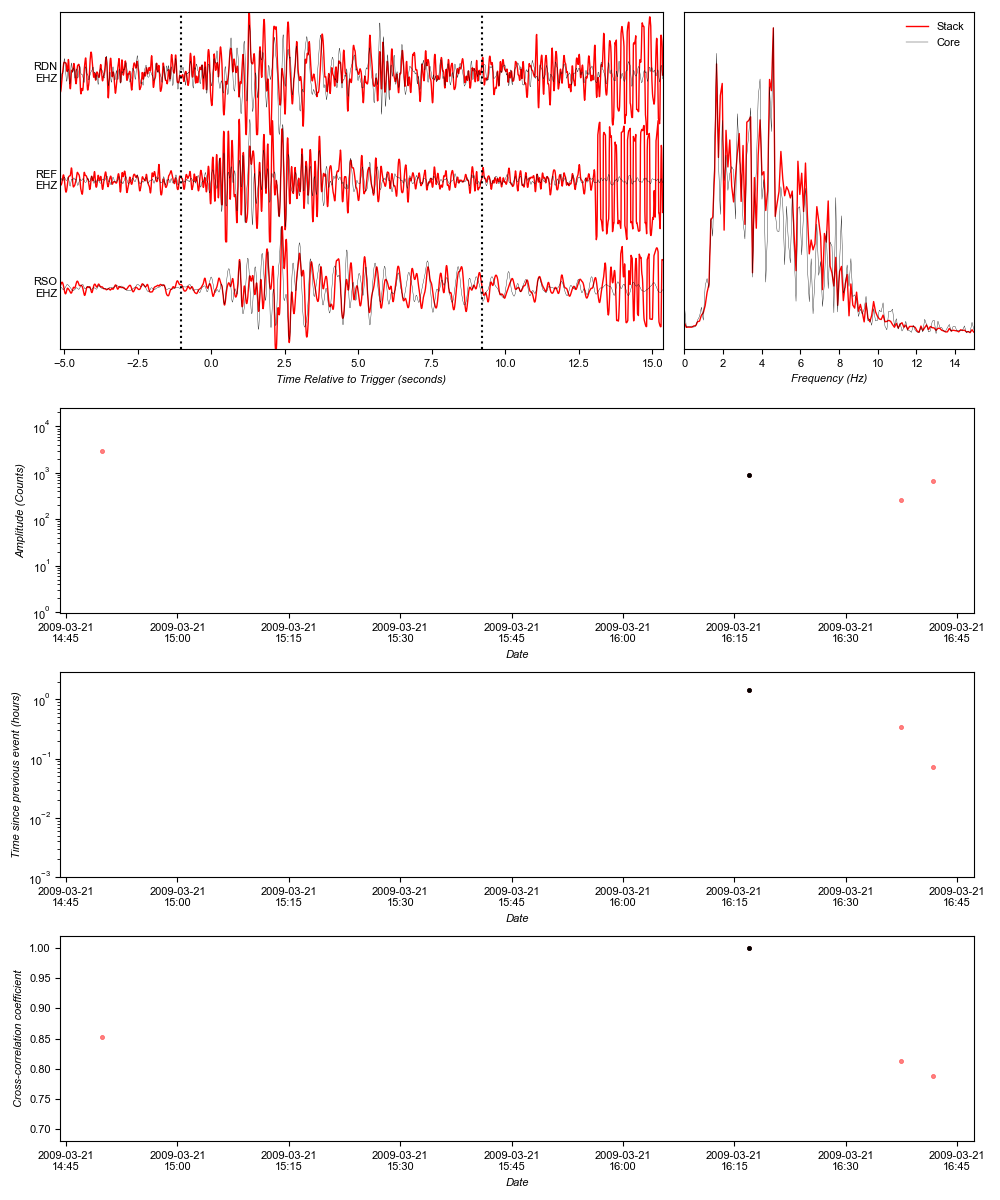 RDN
EHZ
REF
EHZ
RSO
EHZ
−5.0 −2.5 0.0 2.5 5.0 7.5 10.0 12.5 15.0
Time Relative to Trigger (seconds)
Stack
Core
0 2 4 6 8 10 12 14
Frequency (Hz)
Amplitude (Counts)
10⁴
10³
10²
10¹
10⁰
2009-03-21 2009-03-21 2009-03-21 2009-03-21 2009-03-21 2009-03-21 2009-03-21 2009-03-21 2009-03-21
14:45 15:00 15:15 15:30 15:45 16:00 16:15 16:30 16:45
Date
Time since previous event (hours)
10⁰
10⁻¹
10⁻²
10⁻³
2009-03-21 2009-03-21 2009-03-21 2009-03-21 2009-03-21 2009-03-21 2009-03-21 2009-03-21 2009-03-21
14:45 15:00 15:15 15:30 15:45 16:00 16:15 16:30 16:45
Date
Cross-correlation coefficient
1.00
0.95
0.90
0.85
0.80
0.75
0.70
2009-03-21 2009-03-21 2009-03-21 2009-03-21 2009-03-21 2009-03-21 2009-03-21 2009-03-21 2009-03-21
14:45 15:00 15:15 15:30 15:45 16:00 16:15 16:30 16:45
Date